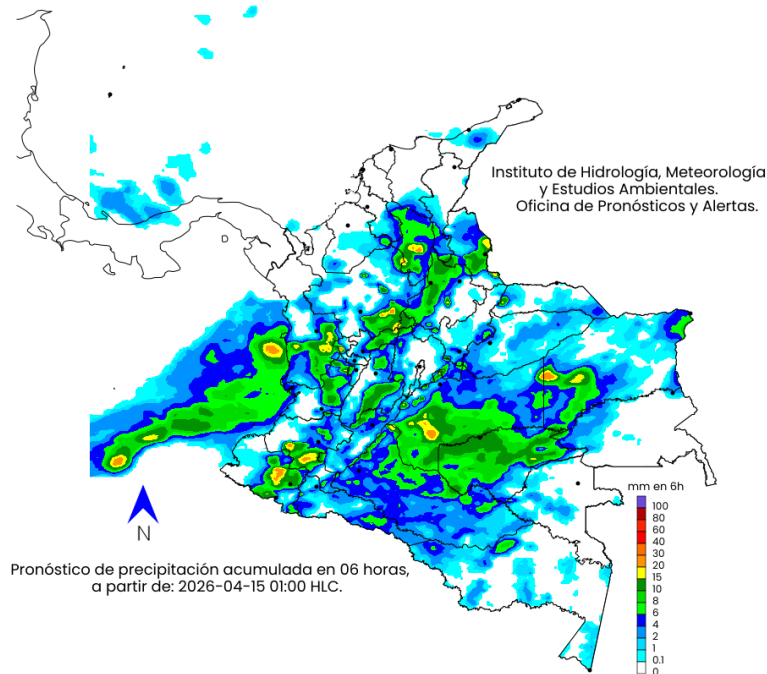 Instituto de Hidrología, Meteorología
y Estudios Ambientales.
Oficina de Pronósticos y Alertas.
N
Pronóstico de precipitación acumulada en 06 horas,
a partir de: 2026-04-15 01:00 HLC.
mm en 6h
100
80
60
40
30
20
15
10
8
6
4
2
1
0.1
0